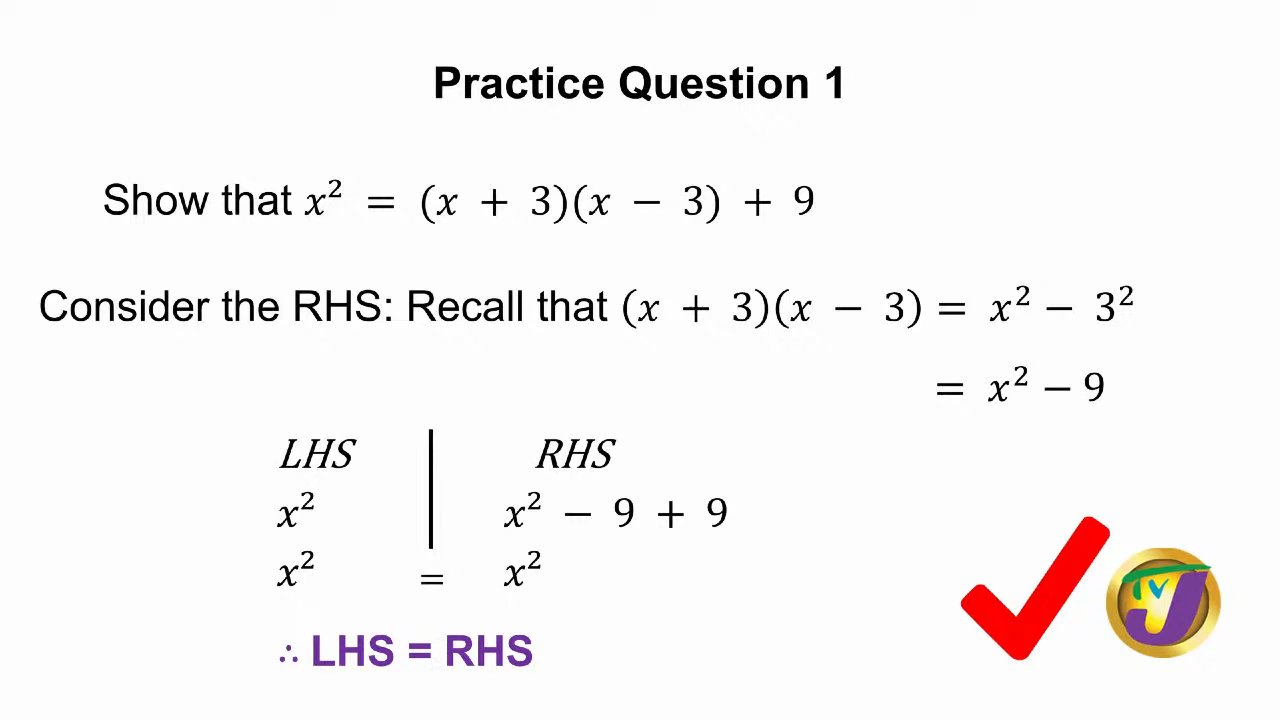 Practice Question 1
Show that x² = (x + 3)(x − 3) + 9
Consider the RHS: Recall that (x + 3)(x − 3) = x² − 3²
= x² − 9
LHS RHS
x² x² − 9 + 9
x² = x²
∴ LHS = RHS
TVJ